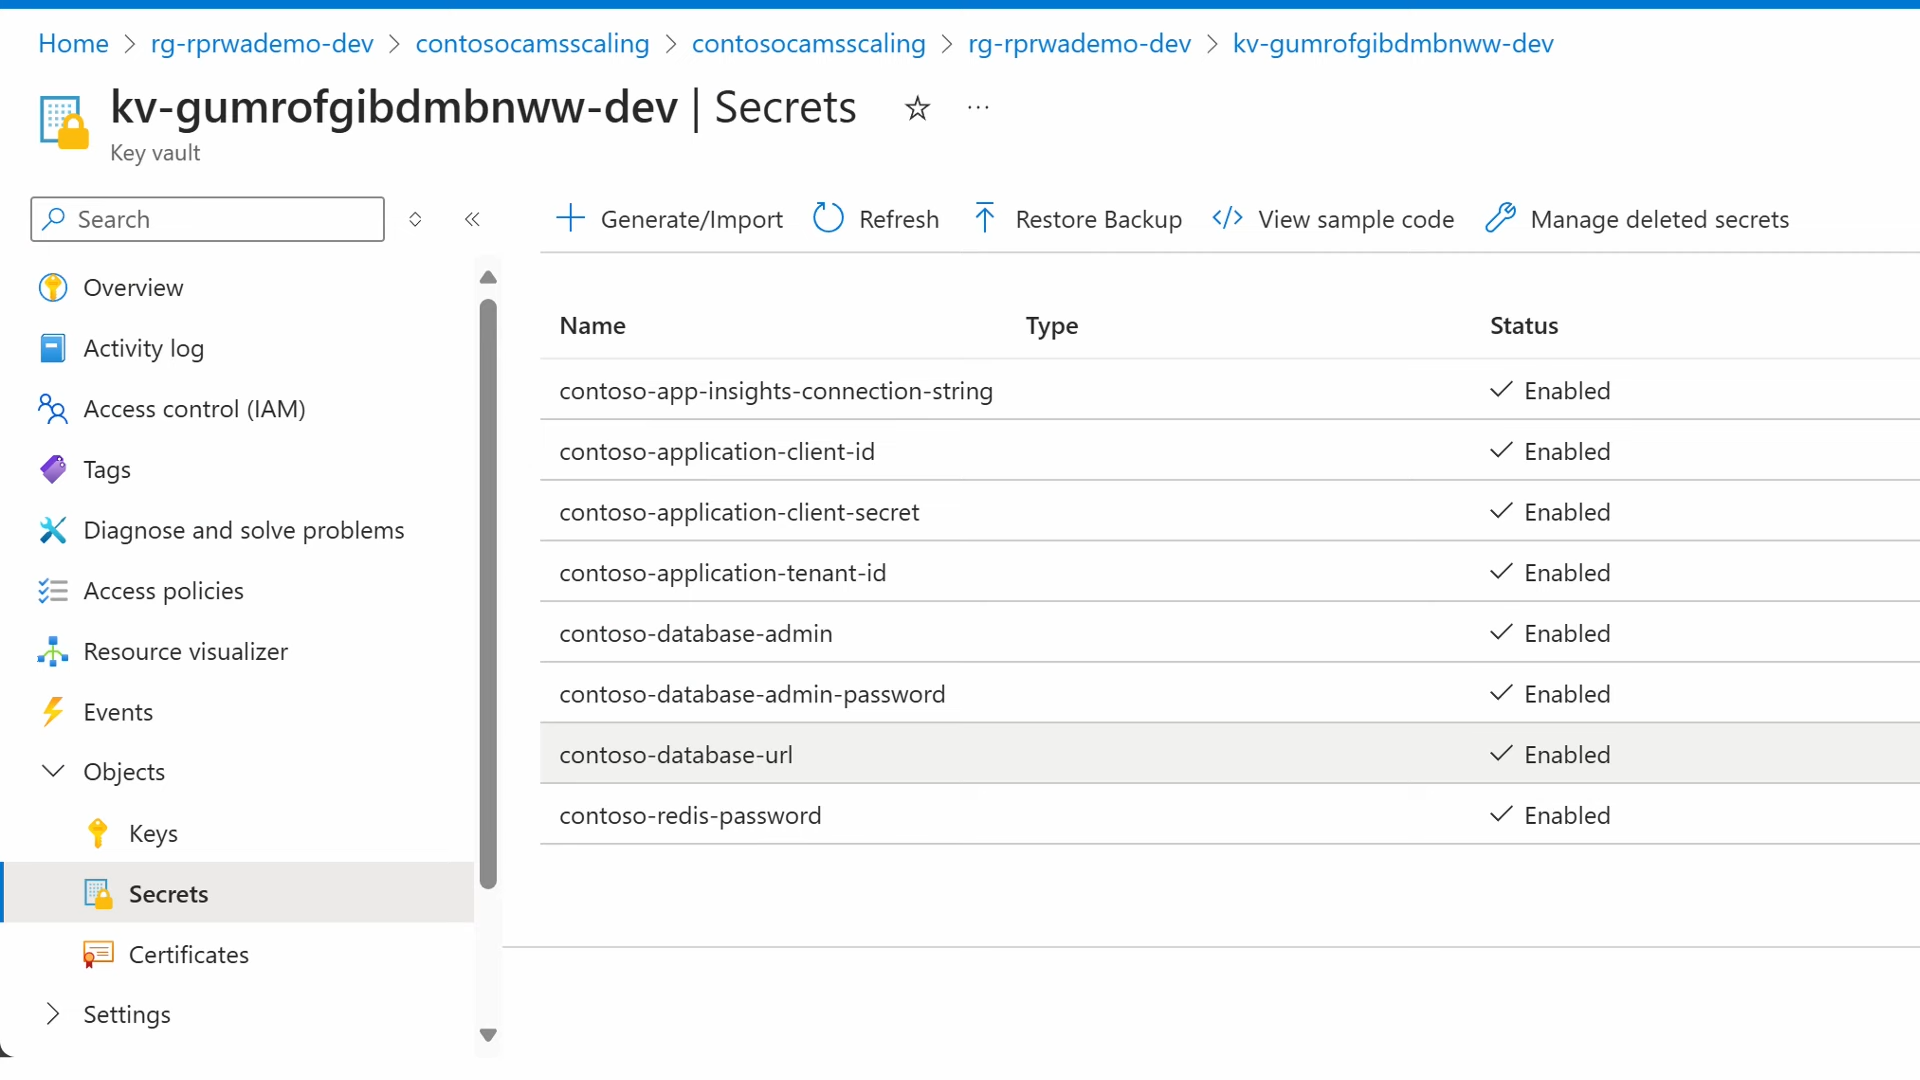 Home > rg-rprwademo-dev > contosocamsscaling > contosocamsscaling > rg-rprwademo-dev > kv-gumrofgibdmbnww-dev
kv-gumrofgibdmbnww-dev | Secrets
Key vault
Search
Generate/Import Refresh Restore Backup View sample code Manage deleted secrets
Overview
Activity log
Access control (IAM)
Tags
Diagnose and solve problems
Access policies
Resource visualizer
Events
Objects
Keys
Secrets
Certificates
Settings
Name Type Status
contoso-app-insights-connection-string Enabled
contoso-application-client-id Enabled
contoso-application-client-secret Enabled
contoso-application-tenant-id Enabled
contoso-database-admin Enabled
contoso-database-admin-password Enabled
contoso-database-url Enabled
contoso-redis-password Enabled